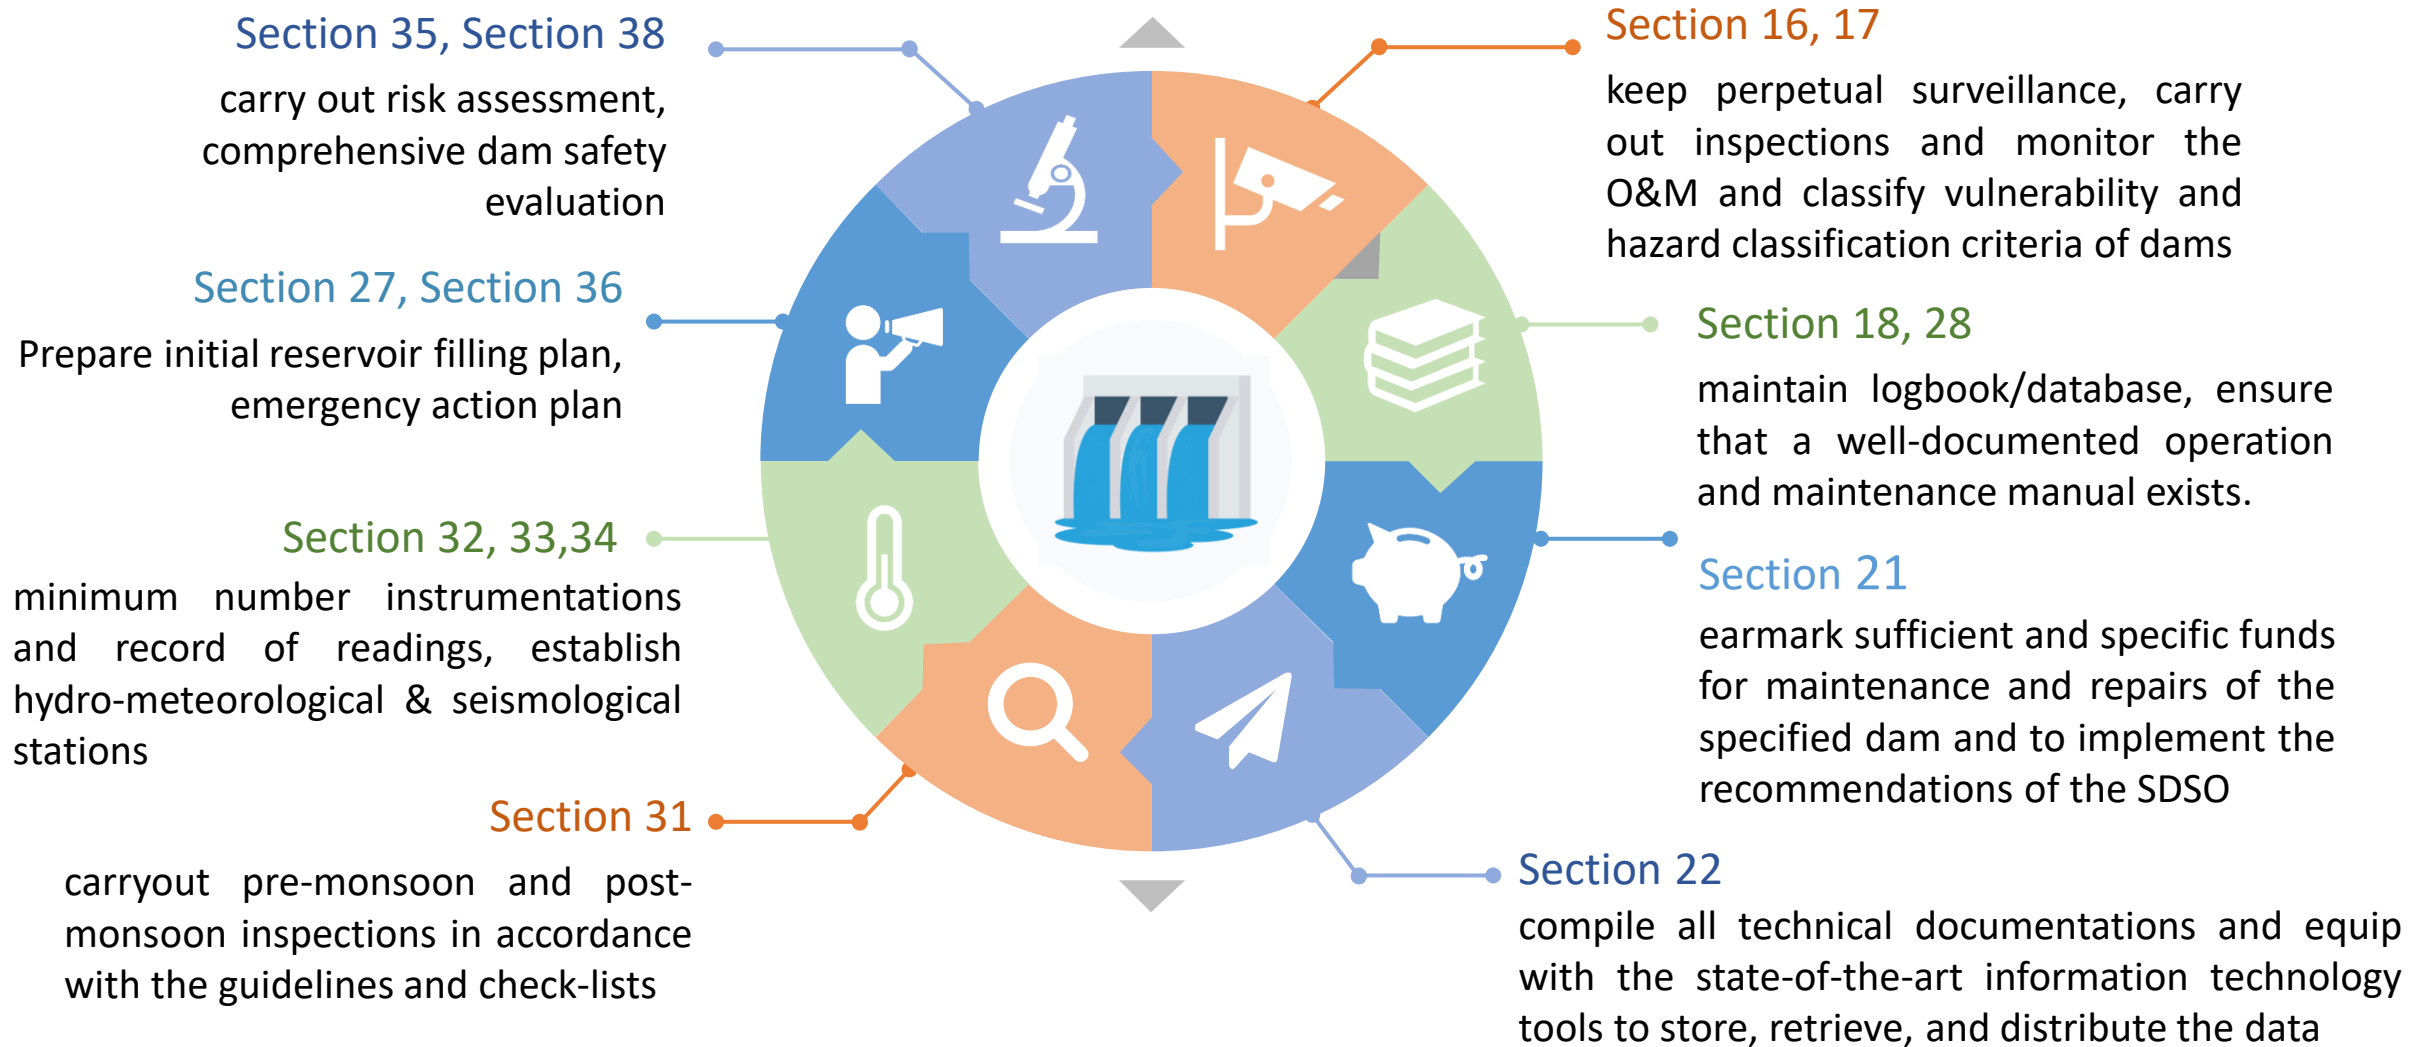 Section 35, Section 38
carry out risk assessment,
comprehensive dam safety
evaluation
Section 27, Section 36
Prepare initial reservoir filling plan,
emergency action plan
Section 32, 33,34
minimum number instrumentations
and record of readings, establish
hydro-meteorological & seismological
stations
Section 31
carryout pre-monsoon and post-
monsoon inspections in accordance
with the guidelines and check-lists
Section 16, 17
keep perpetual surveillance, carry
out inspections and monitor the
O&M and classify vulnerability and
hazard classification criteria of dams
Section 18, 28
maintain logbook/database, ensure
that a well-documented operation
and maintenance manual exists.
Section 21
earmark sufficient and specific funds
for maintenance and repairs of the
specified dam and to implement the
recommendations of the SDSO
Section 22
compile all technical documentations and equip
with the state-of-the-art information technology
tools to store, retrieve, and distribute the data